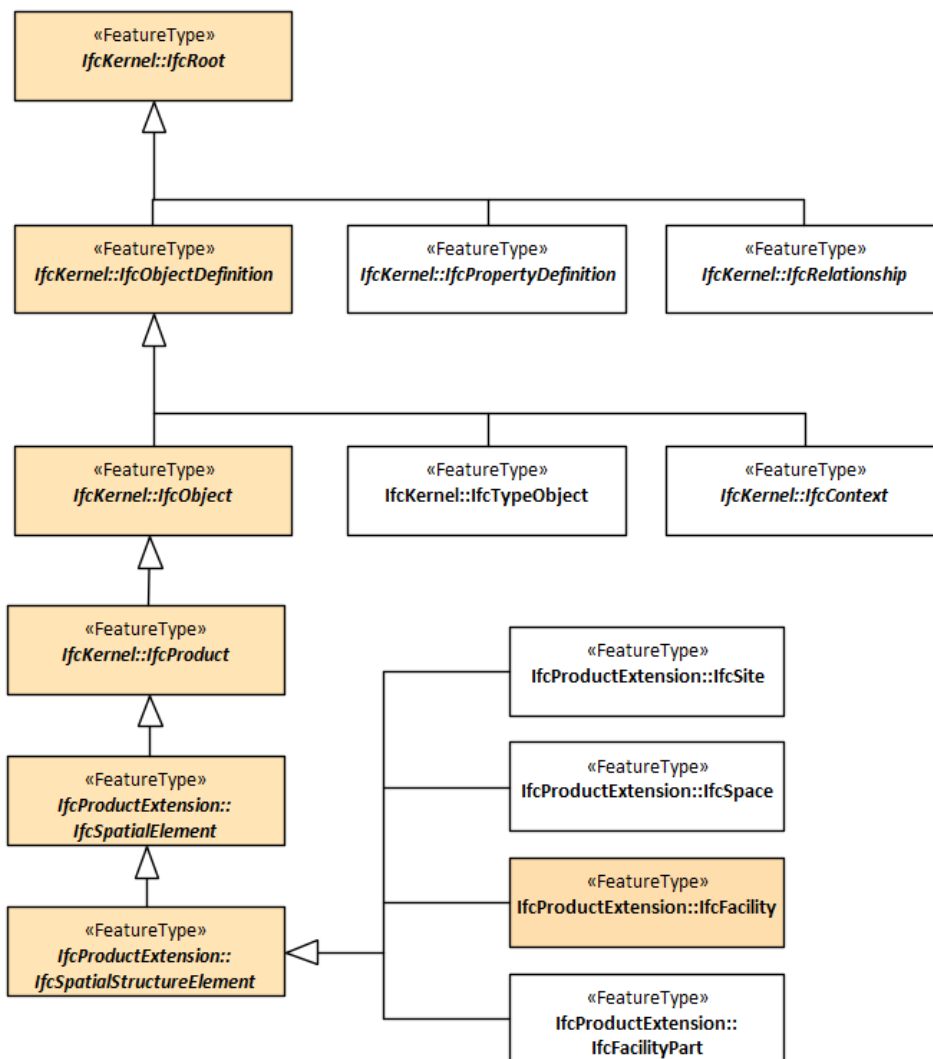 «FeatureType»
IfcKernel::IfcRoot
«FeatureType»
IfcKernel::IfcObjectDefinition
«FeatureType»
IfcKernel::IfcPropertyDefinition
«FeatureType»
IfcKernel::IfcRelationship
«FeatureType»
IfcKernel::IfcObject
«FeatureType»
IfcKernel::IfcTypeObject
«FeatureType»
IfcKernel::IfcContext
«FeatureType»
IfcKernel::IfcProduct
«FeatureType»
IfcProductExtension::IfcSite
«FeatureType»
IfcProductExtension::IfcSpace
«FeatureType»
IfcProductExtension::
IfcSpatialElement
«FeatureType»
IfcProductExtension::IfcFacility
«FeatureType»
IfcProductExtension::
IfcSpatialStructureElement
«FeatureType»
IfcProductExtension::
IfcFacilityPart